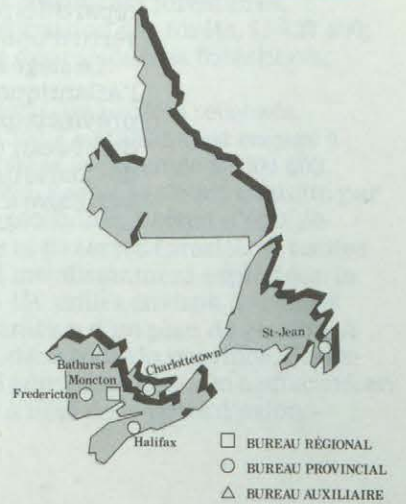 St-Jean
Charlottetown
Bathurst
Moncton
Fredericton
Halifax
BUREAU RÉGIONAL
BUREAU PROVINCIAL
BUREAU AUXILIAIRE